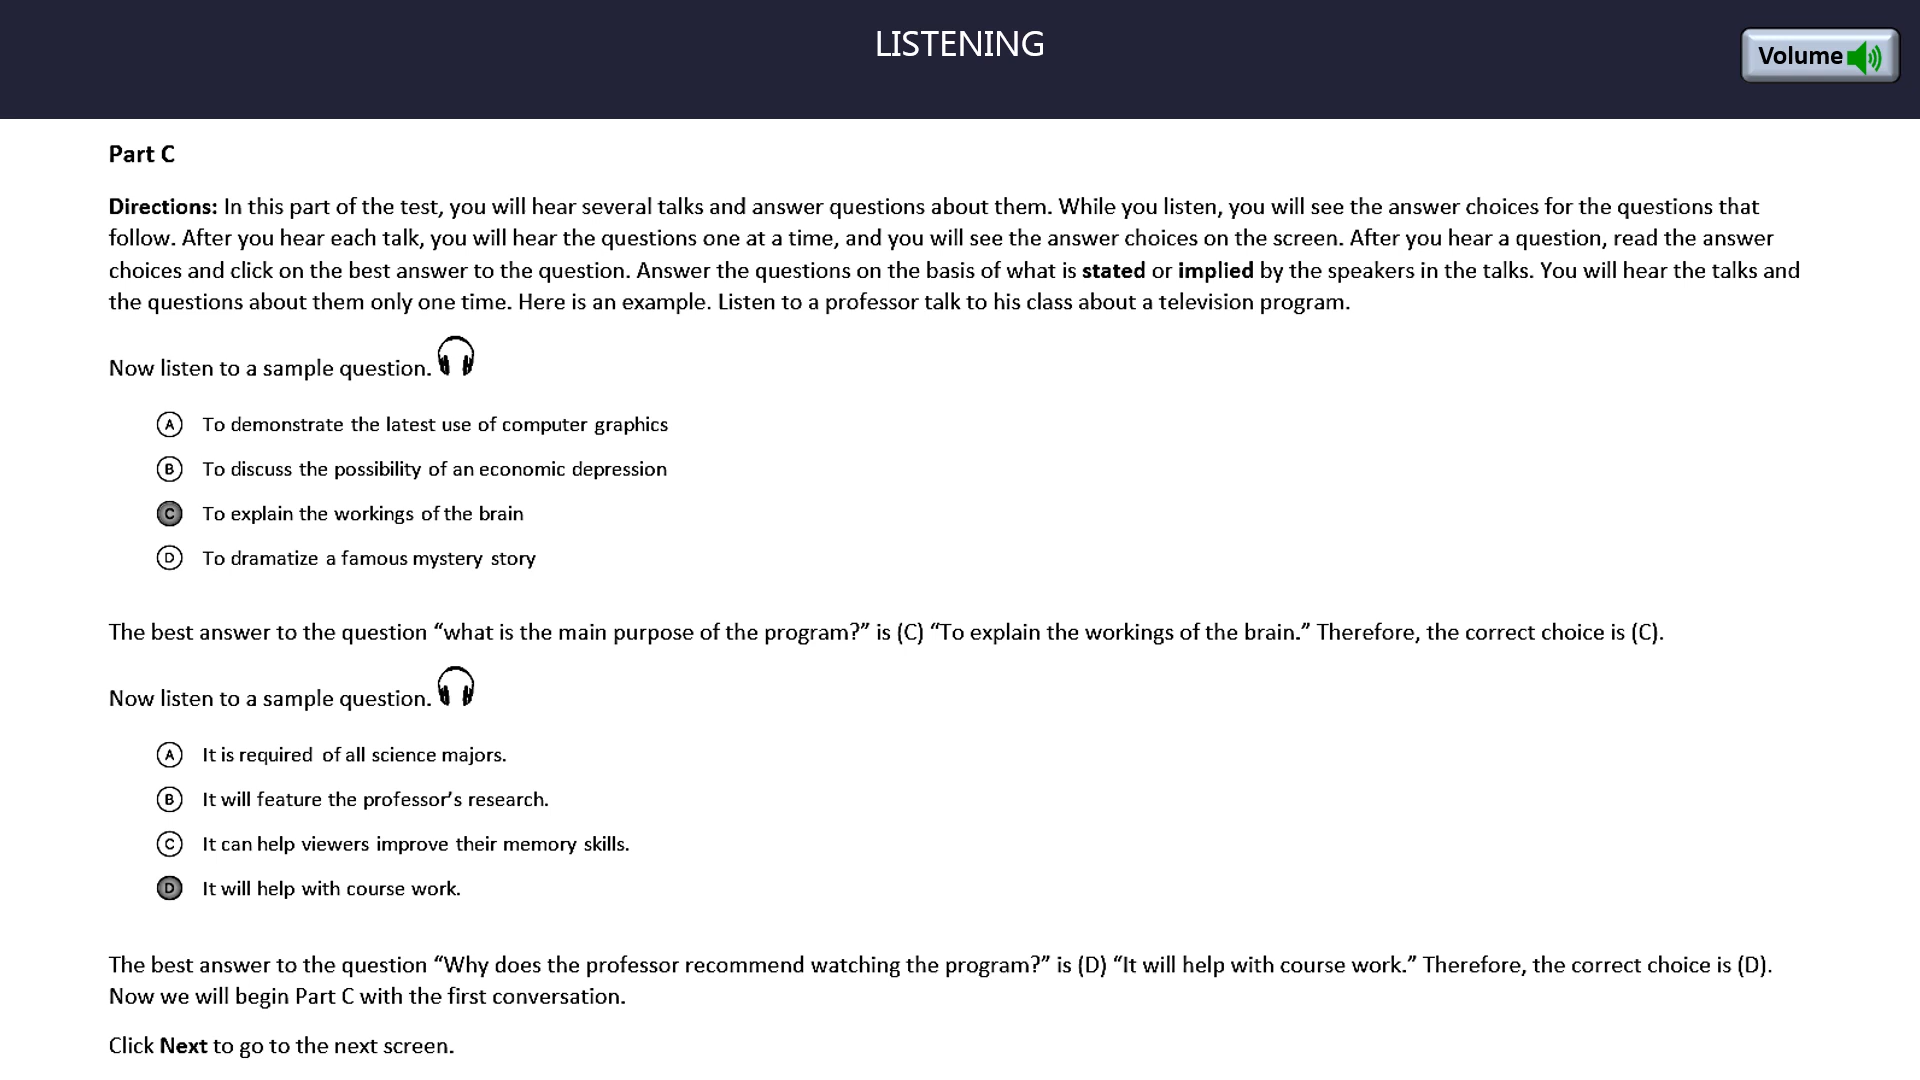 LISTENING
Volume
Part C
Directions: In this part of the test, you will hear several talks and answer questions about them. While you listen, you will see the answer choices for the questions that
follow. After you hear each talk, you will hear the questions one at a time, and you will see the answer choices on the screen. After you hear a question, read the answer
choices and click on the best answer to the question. Answer the questions on the basis of what is stated or implied by the speakers in the talks. You will hear the talks and
the questions about them only one time. Here is an example. Listen to a professor talk to his class about a television program.
Now listen to a sample question.
A To demonstrate the latest use of computer graphics
B To discuss the possibility of an economic depression
C To explain the workings of the brain
D To dramatize a famous mystery story
The best answer to the question “what is the main purpose of the program?” is (C) “To explain the workings of the brain.” Therefore, the correct choice is (C).
Now listen to a sample question.
A It is required of all science majors.
B It will feature the professor’s research.
C It can help viewers improve their memory skills.
D It will help with course work.
The best answer to the question “Why does the professor recommend watching the program?” is (D) “It will help with course work.” Therefore, the correct choice is (D).
Now we will begin Part C with the first conversation.
Click Next to go to the next screen.